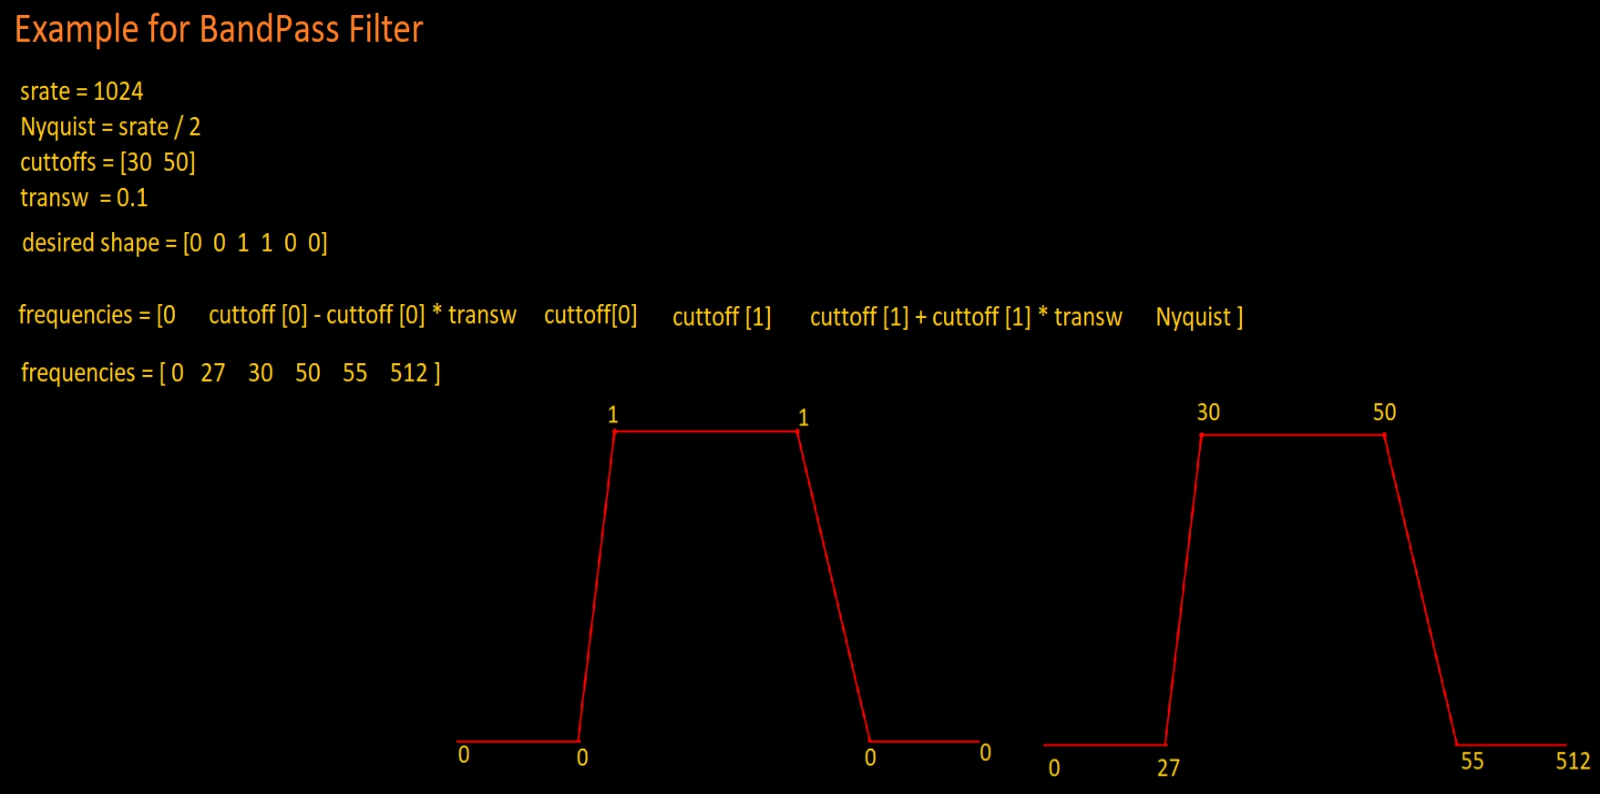 Example for BandPass Filter
srate = 1024
Nyquist = srate / 2
cuttoffs = [30 50]
transw = 0.1
desired shape = [0 0 1 1 0 0]
frequencies = [0 cuttoff [0] - cuttoff [0] * transw cuttoff[0] cuttoff [1] cuttoff [1] + cuttoff [1] * transw Nyquist ]
frequencies = [ 0 27 30 50 55 512 ]
1 1
0 0 0 0
30 50
0 27 55 512